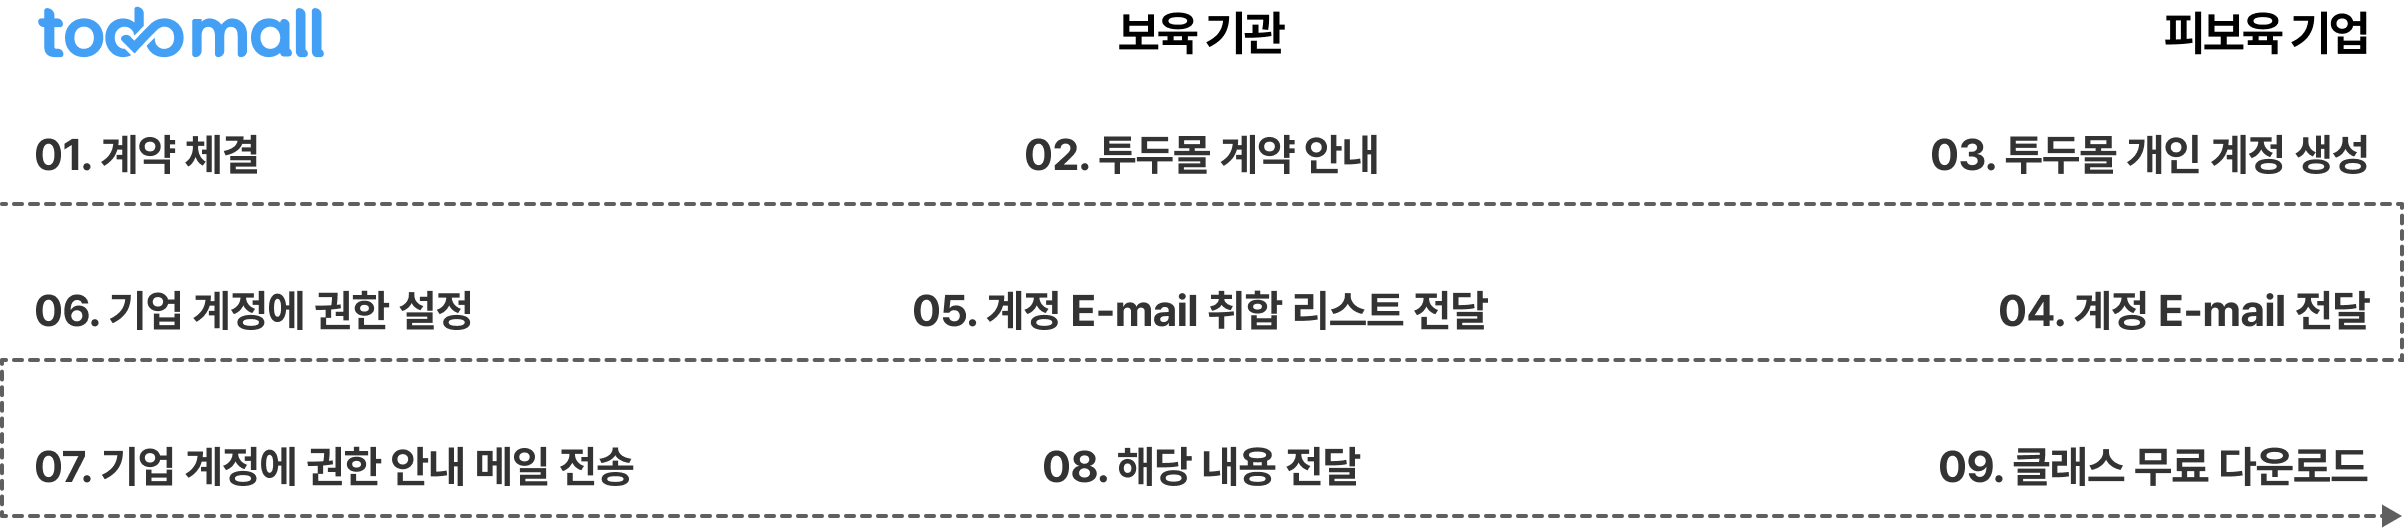 todomall 보육 기관 피보육 기업
01. 계약 체결 02. 투두몰 계약 안내 03. 투두몰 개인 계정 생성
06. 기업 계정에 권한 설정 05. 계정 E-mail 취합 리스트 전달 04. 계정 E-mail 전달
07. 기업 계정에 권한 안내 메일 전송 08. 해당 내용 전달 09. 클래스 무료 다운로드